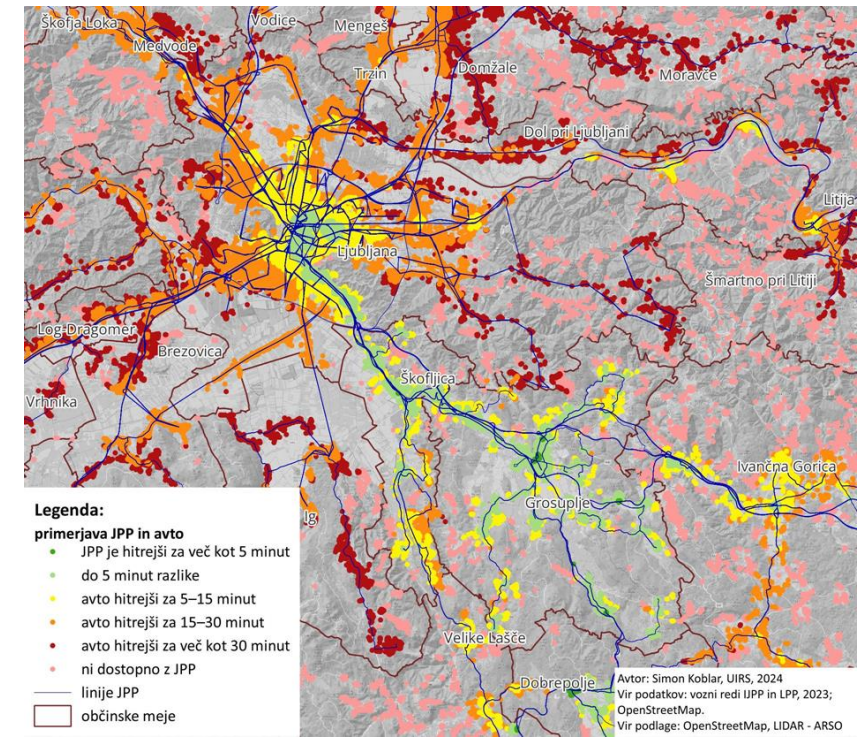 Škofja Loka
Vodice
Mengeš
Medvode
Trzin
Domžale
Moravče
Dol pri Ljubljani
Litija
Ljubljana
Šmartno pri Litiji
Log-Dragomer
Brezovica
Škofljica
Vrhnika
Ivančna Gorica
Grosuplje
Ig
Velike Lašče
Dobrepolje
Legenda:
primerjava JPP in avto
JPP je hitrejši za več kot 5 minut
do 5 minut razlike
avto hitrejši za 5–15 minut
avto hitrejši za 15–30 minut
avto hitrejši za več kot 30 minut
ni dostopno z JPP
linije JPP
občinske meje
Avtor: Simon Koblar, UIRS, 2024
Vir podatkov: vozni redi IJPP in LPP, 2023;
OpenStreetMap.
Vir podlage: OpenStreetMap, LIDAR - ARSO